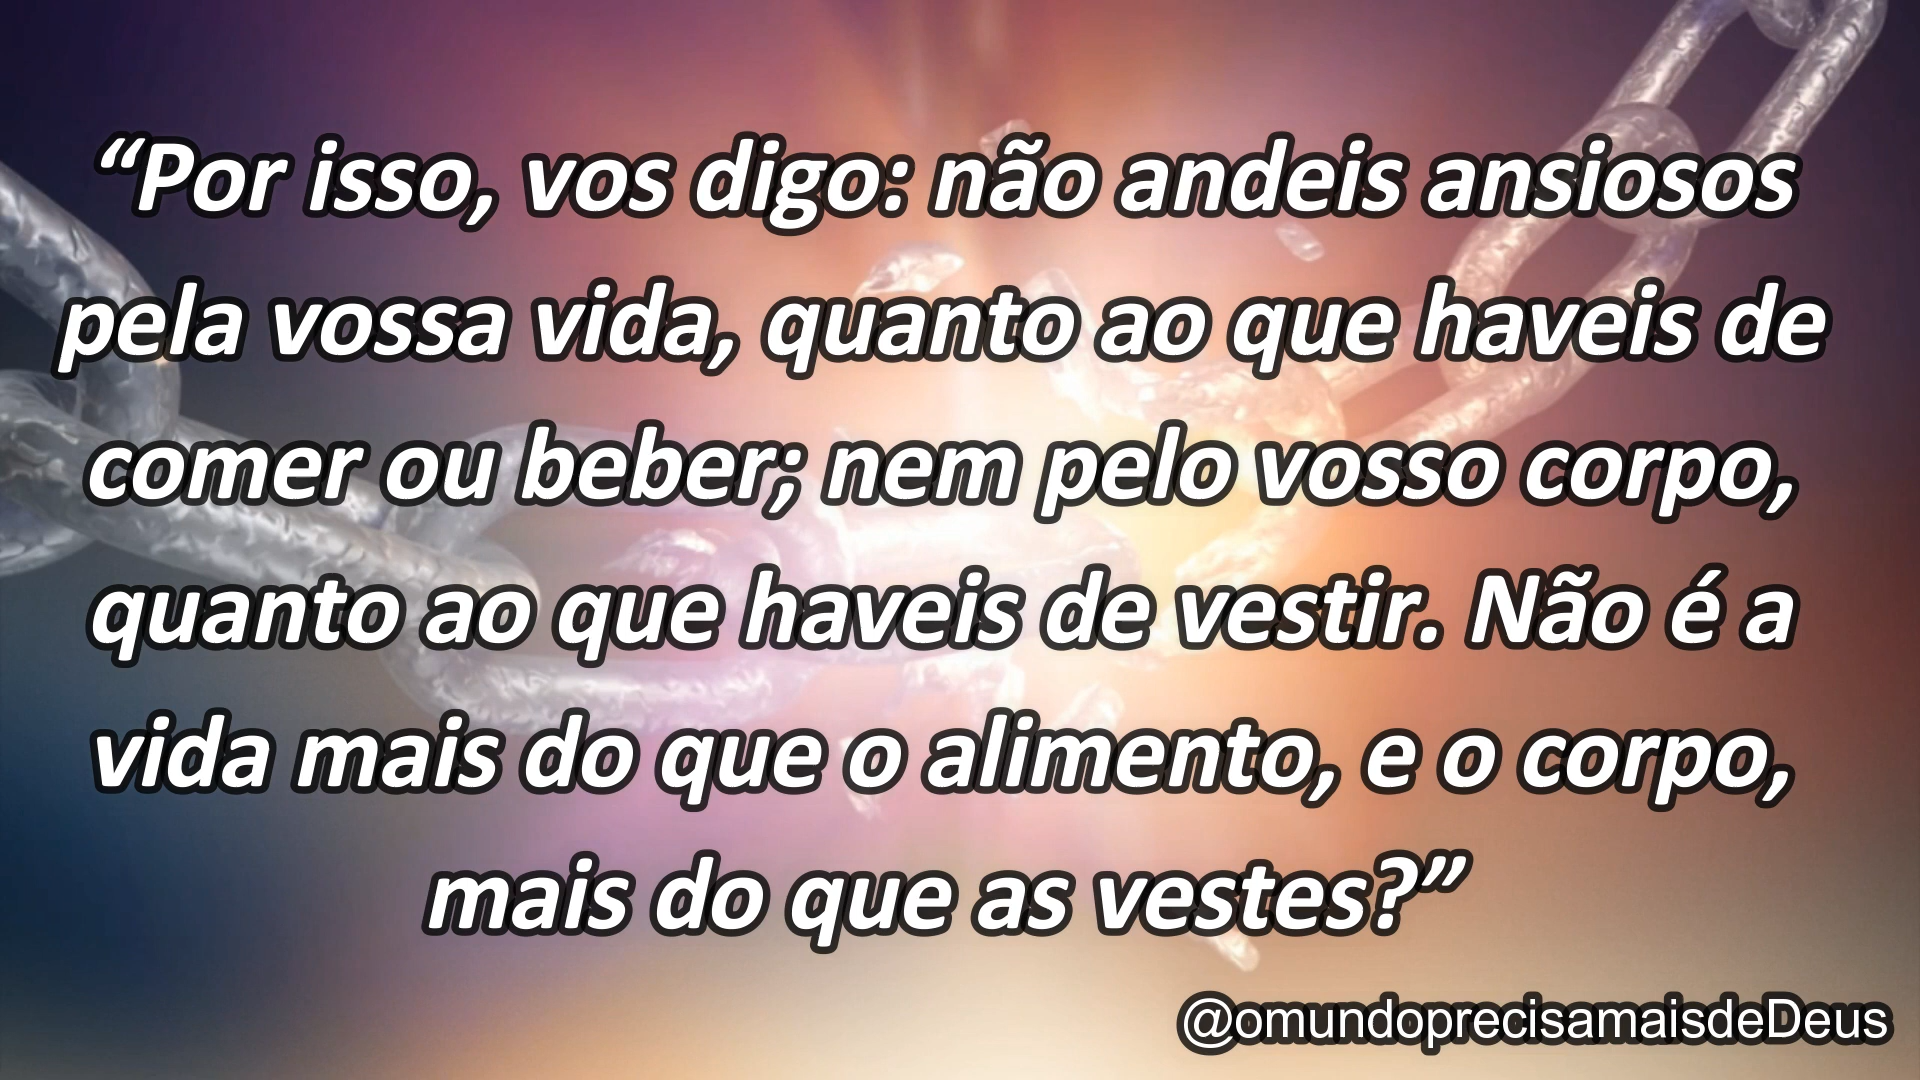 “Por isso, vos digo: não andeis ansiosos
pela vossa vida, quanto ao que haveis de
comer ou beber; nem pelo vosso corpo,
quanto ao que haveis de vestir. Não é a
vida mais do que o alimento, e o corpo,
mais do que as vestes?”
@omundoprecisamaisdeDeus